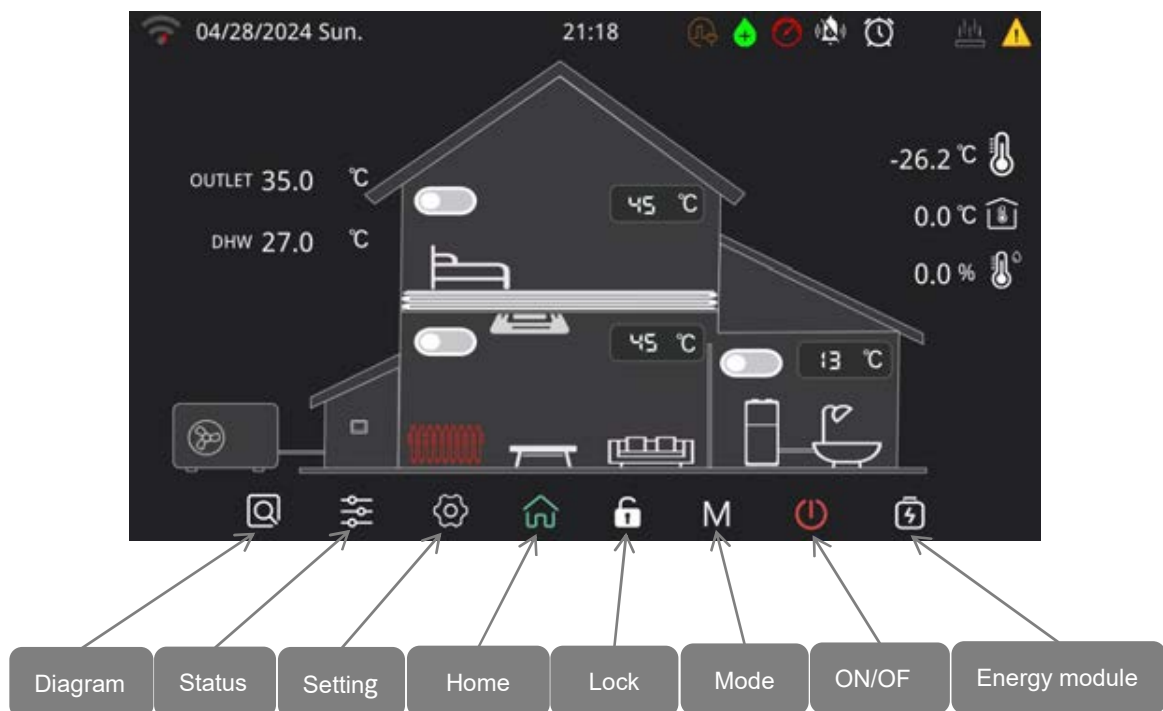 04/28/2024 Sun. 21:18
-26.2 ℃
OUTLET 35.0 ℃
45 ℃
0.0 ℃
DHW 27.0 ℃
0.0 %
45 ℃
13 ℃
M
Diagram Status Setting Home Lock Mode ON/OF Energy module